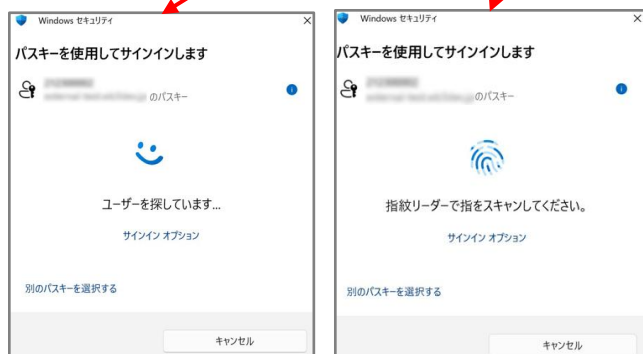 Windows セキュリティ
パスキーを使用してサインインします
のパスキー
ユーザーを探しています...
サインイン オプション
別のパスキーを選択する
キャンセル
Windows セキュリティ
パスキーを使用してサインインします
のパスキー
指紋リーダーで指をスキャンしてください。
サインイン オプション
別のパスキーを選択する
キャンセル